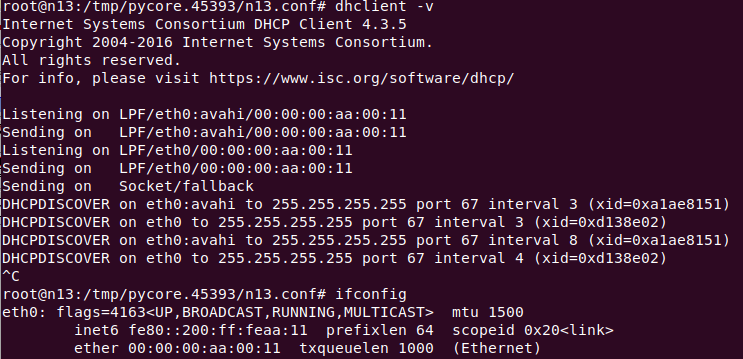 root@n13:/tmp/pycore.45393/n13.conf# dhclient -v
Internet Systems Consortium DHCP Client 4.3.5
Copyright 2004-2016 Internet Systems Consortium.
All rights reserved.
For info, please visit https://www.isc.org/software/dhcp/

Listening on LPF/eth0:avahi/00:00:00:aa:00:11
Sending on   LPF/eth0:avahi/00:00:00:aa:00:11
Listening on LPF/eth0/00:00:00:aa:00:11
Sending on   LPF/eth0/00:00:00:aa:00:11
Sending on   Socket/fallback
DHCPDISCOVER on eth0:avahi to 255.255.255.255 port 67 interval 3 (xid=0xa1ae8151)
DHCPDISCOVER on eth0 to 255.255.255.255 port 67 interval 3 (xid=0xd138e02)
DHCPDISCOVER on eth0:avahi to 255.255.255.255 port 67 interval 8 (xid=0xa1ae8151)
DHCPDISCOVER on eth0 to 255.255.255.255 port 67 interval 4 (xid=0xd138e02)
^C
root@n13:/tmp/pycore.45393/n13.conf# ifconfig
eth0: flags=4163<UP,BROADCAST,RUNNING,MULTICAST>  mtu 1500
        inet6 fe80::200:ff:feaa:11  prefixlen 64  scopeid 0x20<link>
        ether 00:00:00:aa:00:11  txqueuelen 1000  (Ethernet)